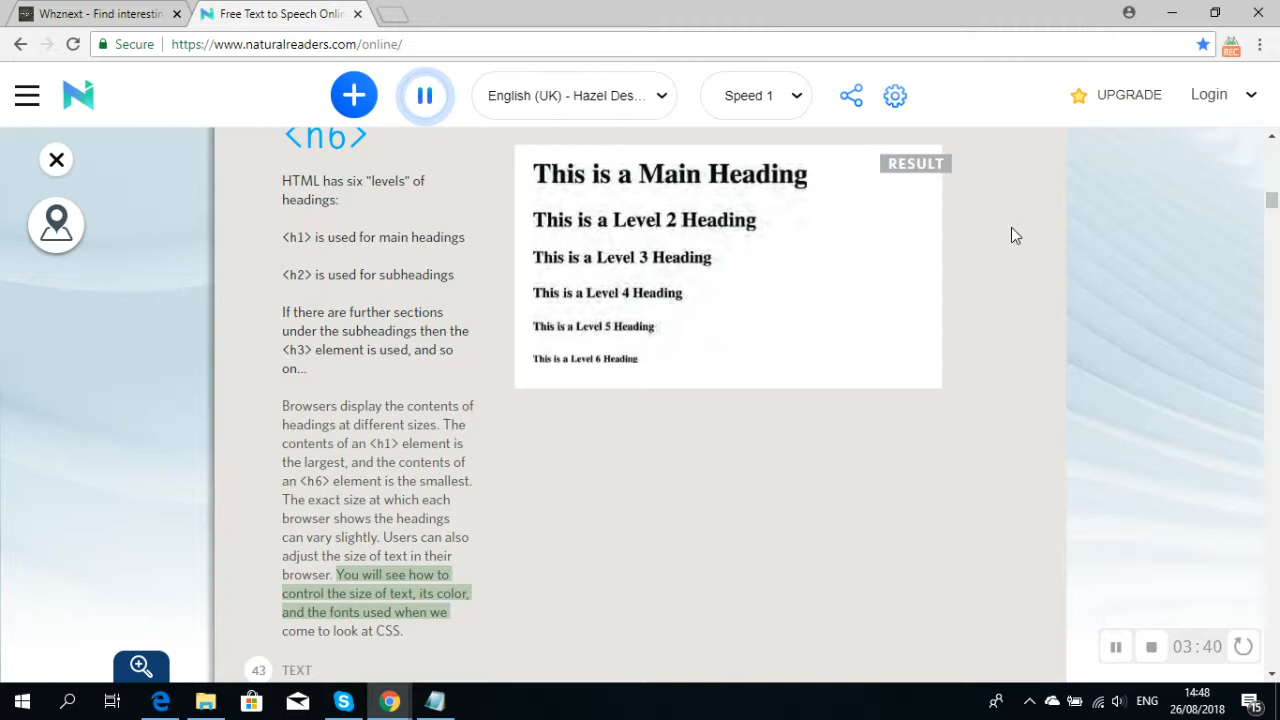 Whznext - Find interestin
Free Text to Speech Onlin
Secure
https://www.naturalreaders.com/online/
REC
English (UK) - Hazel Des...
Speed 1
UPGRADE
Login
<h6>
HTML has six "levels" of
headings:
<h1> is used for main headings
<h2> is used for subheadings
If there are further sections
under the subheadings then the
<h3> element is used, and so
on...
Browsers display the contents of
headings at different sizes. The
contents of an <h1> element is
the largest, and the contents of
an <h6> element is the smallest.
The exact size at which each
browser shows the headings
can vary slightly. Users can also
adjust the size of text in their
browser. You will see how to
control the size of text, its color,
and the fonts used when we
come to look at CSS.
43 TEXT
RESULT
This is a Main Heading
This is a Level 2 Heading
This is a Level 3 Heading
This is a Level 4 Heading
This is a Level 5 Heading
This is a Level 6 Heading
03:40
ENG
14:48
26/08/2018
15